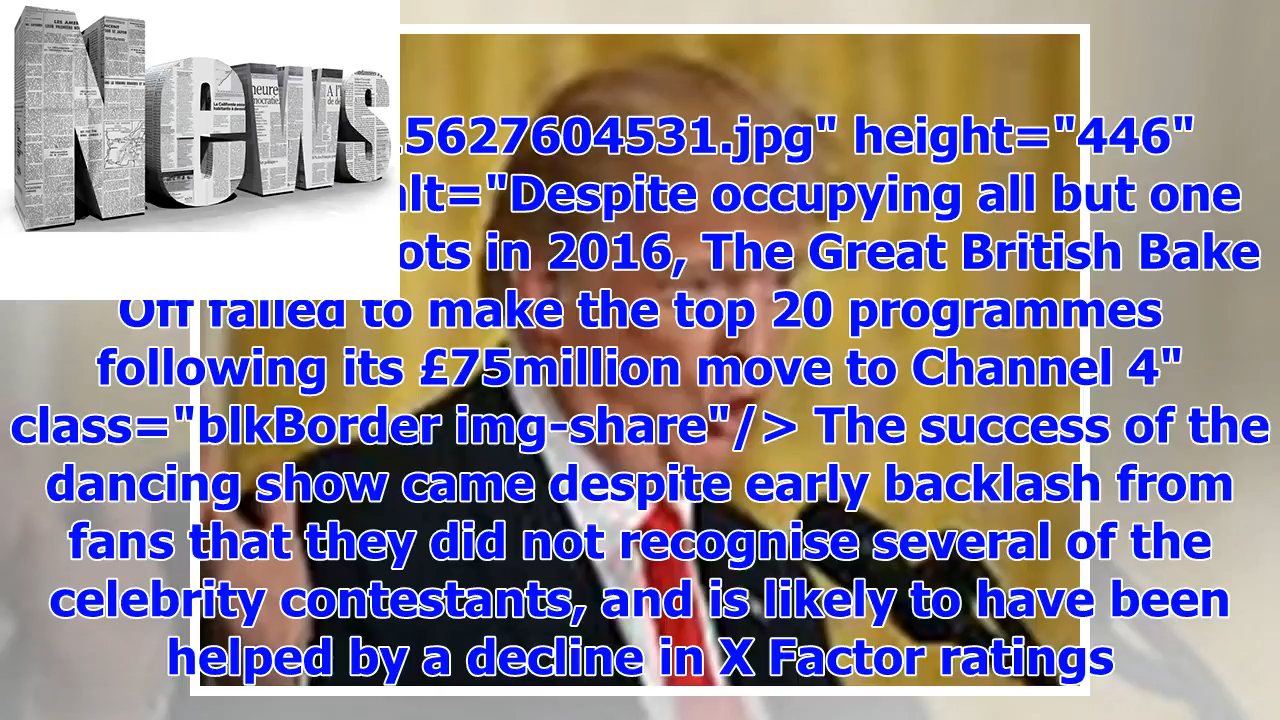 News
15627604531.jpg" height="446"
alt="Despite occupying all but one
ots in 2016, The Great British Bake
Off failed to make the top 20 programmes
following its £75million move to Channel 4"
class="blkBorder img-share"/> The success of the
dancing show came despite early backlash from
fans that they did not recognise several of the
celebrity contestants, and is likely to have been
helped by a decline in X Factor ratings